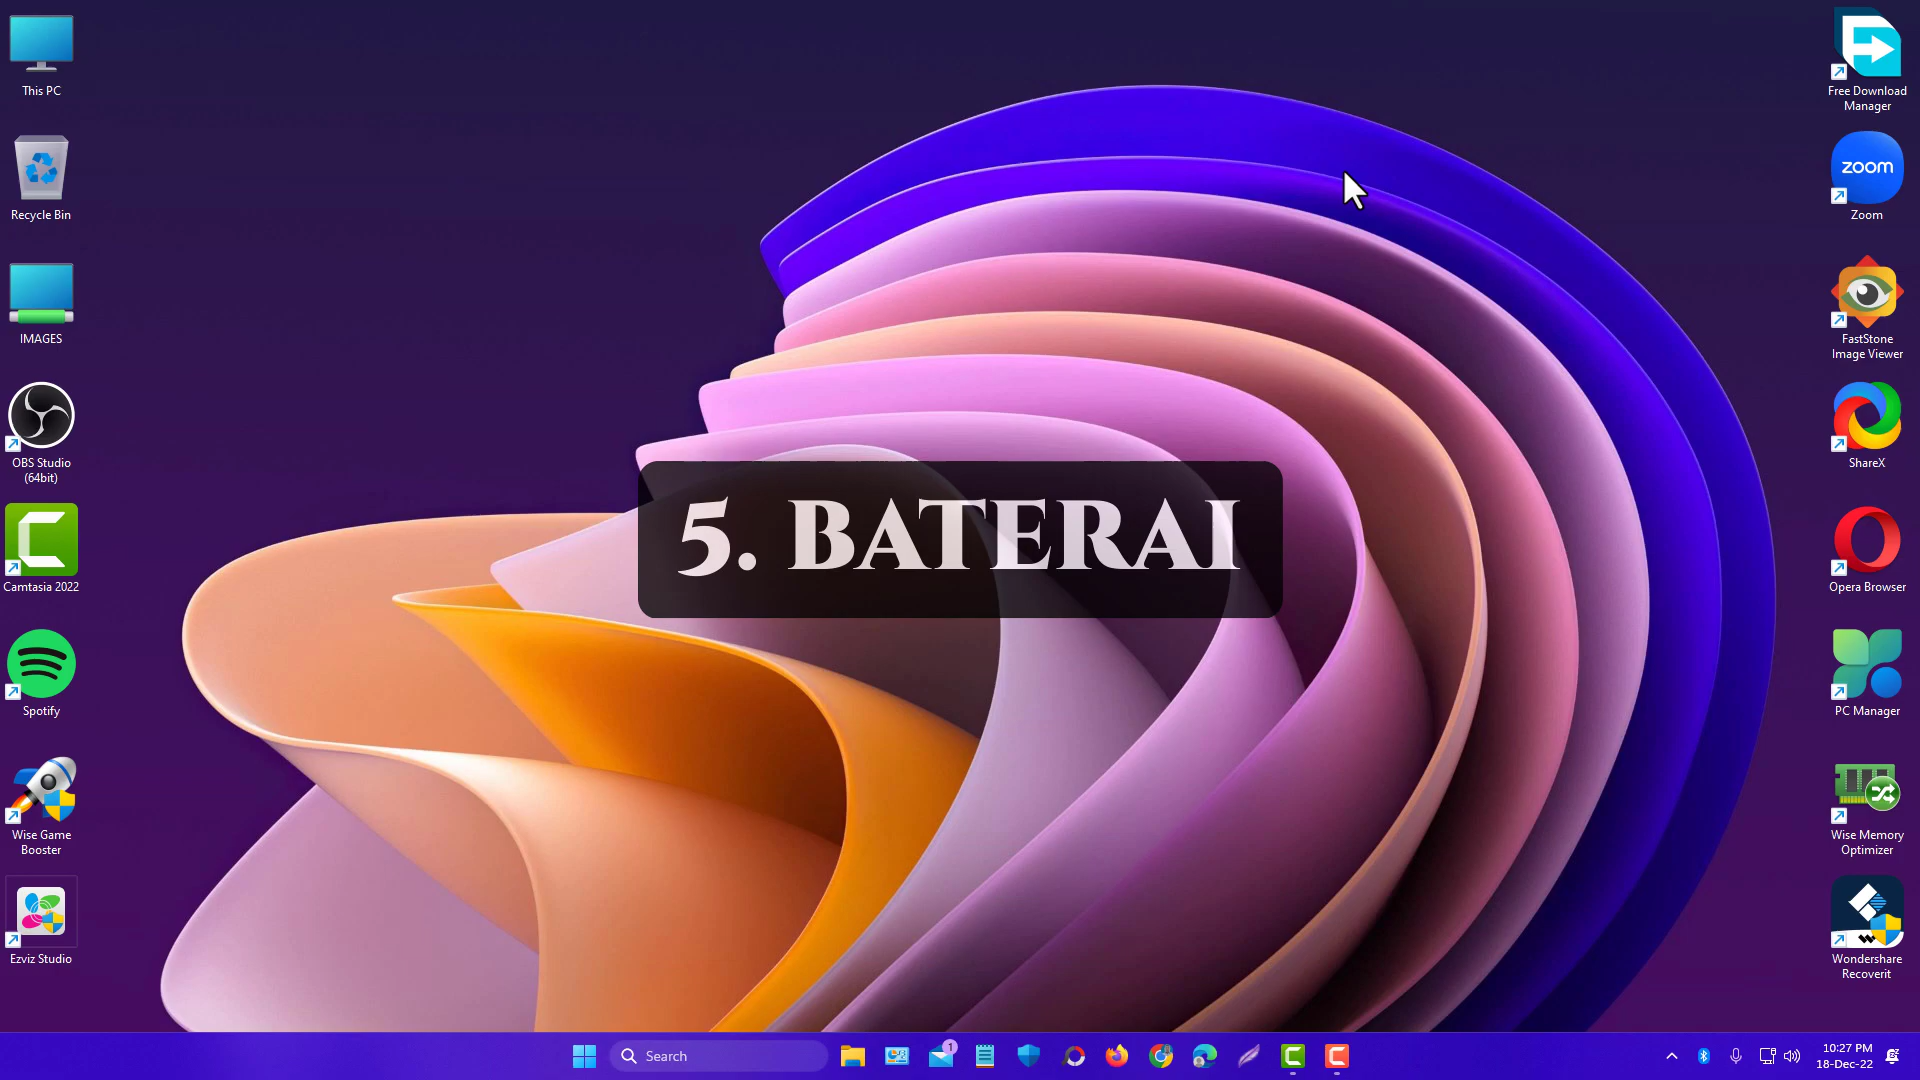 This PC
Recycle Bin
IMAGES
OBS Studio
(64bit)
Camtasia 2022
Spotify
Wise Game
Booster
Ezviz Studio
5. BATERAI
Free Download
Manager
zoom
Zoom
FastStone
Image Viewer
ShareX
Opera Browser
PC Manager
Wise Memory
Optimizer
Wondershare
Recoverit
Search
1
10:27 PM
18-Dec-22